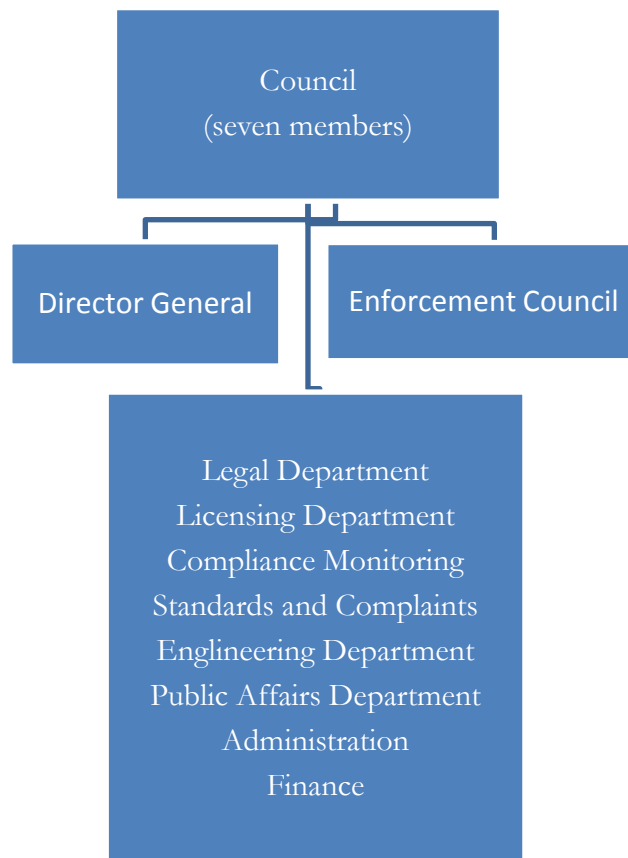 Council
(seven members)
Director General
Enforcement Council
Legal Department
Licensing Department
Compliance Monitoring
Standards and Complaints
Englineering Department
Public Affairs Department
Administration
Finance